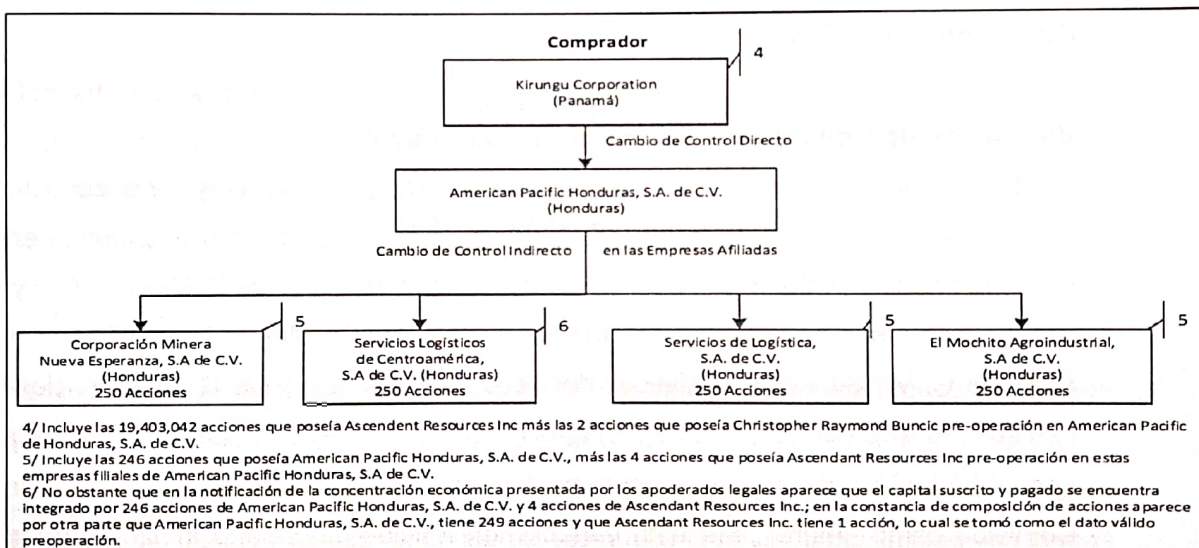 Comprador
4
Kirungu Corporation
(Panamá)
Cambio de Control Directo
American Pacific Honduras, S.A. de C.V.
(Honduras)
Cambio de Control Indirecto
en las Empresas Afiliadas
5
Corporación Minera
Nueva Esperanza, S.A de C.V.
(Honduras)
250 Acciones
6
Servicios Logísticos
de Centroamérica,
S.A de C.V. (Honduras)
250 Acciones
5
Servicios de Logística,
S.A. de C.V.
(Honduras)
250 Acciones
5
El Mochito Agroindustrial,
S.A de C.V.
(Honduras)
250 Acciones
4/ Incluye las 19,403,042 acciones que poseía Ascendent Resources Inc más las 2 acciones que poseía Christopher Raymond Buncic pre-operación en American Pacific
de Honduras, S.A. de C.V.
5/ Incluye las 246 acciones que poseía American Pacific Honduras, S.A. de C.V., más las 4 acciones que poseía Ascendant Resources Inc pre-operación en estas
empresas filiales de American Pacific Honduras, S.A de C.V.
6/ No obstante que en la notificación de la concentración económica presentada por los apoderados legales aparece que el capital suscrito y pagado se encuentra
integrado por 246 acciones de American Pacific Honduras, S.A. de C.V. y 4 acciones de Ascendant Resources Inc.; en la constancia de composición de acciones aparece
por otra parte que American Pacific Honduras, S.A. de C.V., tiene 249 acciones y que Ascendant Resources Inc. tiene 1 acción, lo cual se tomó como el dato válido
preoperación.